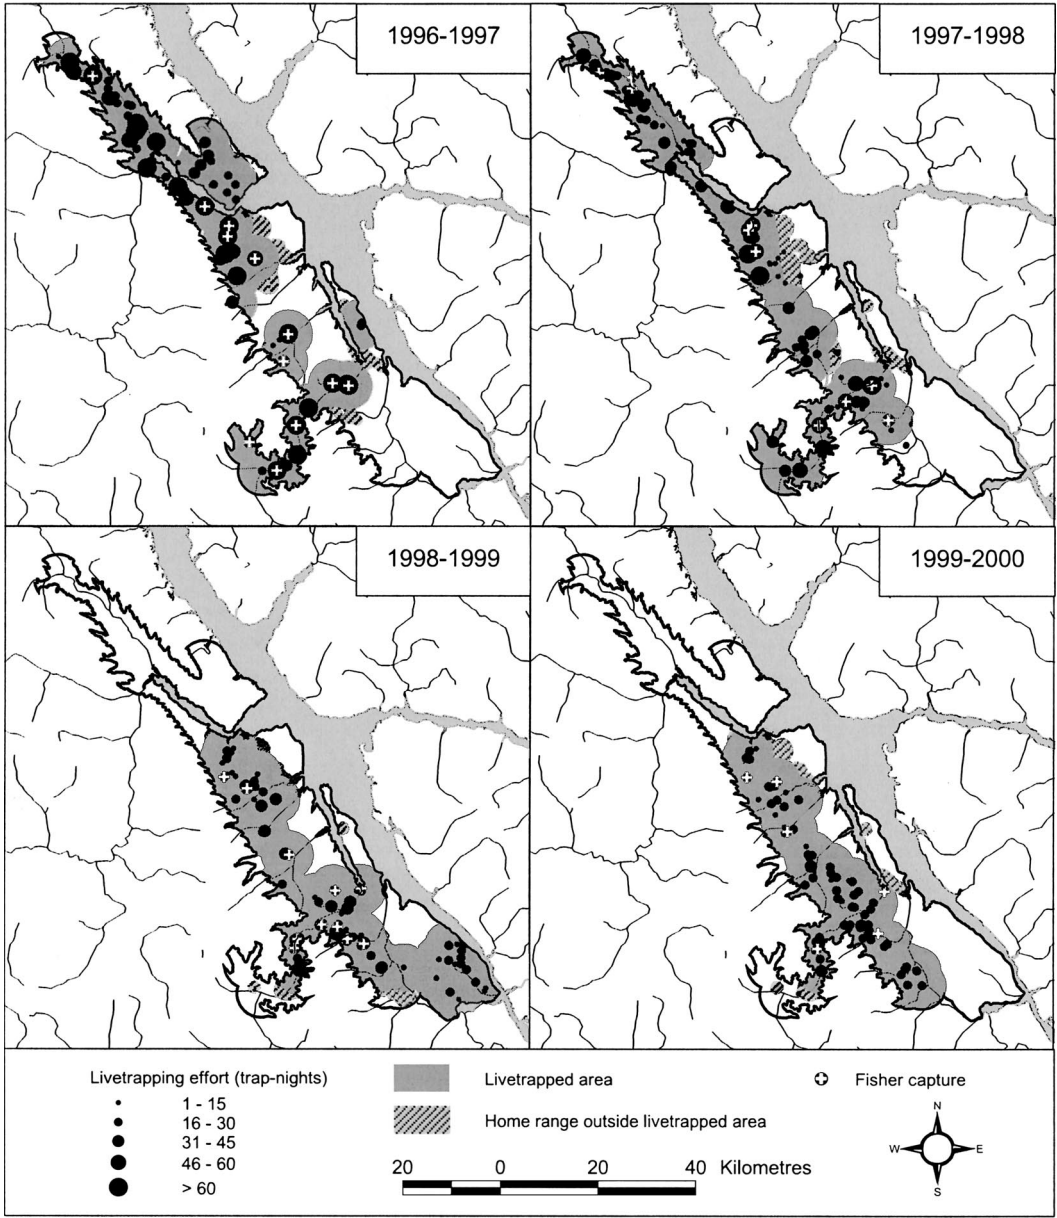 1996-1997
1997-1998
1998-1999
1999-2000
Livetrapping effort (trap-nights)
1 - 15
16 - 30
31 - 45
46 - 60
> 60
Livetrapped area
Home range outside livetrapped area
20 0 20 40 Kilometres
Fisher capture
N
W E
S